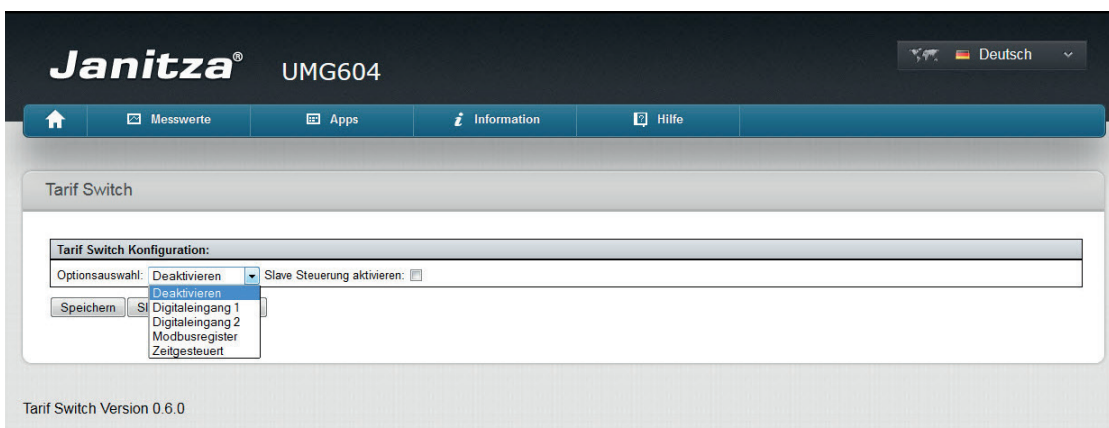 Janitza® UMG604
Deutsch
Messwerte Apps Information Hilfe
Tarif Switch
Tarif Switch Konfiguration:
Optionsauswahl: Deaktivieren Slave Steuerung aktivieren:
Deaktivieren
Speichern
Digitaleingang 1
Digitaleingang 2
Modbusregister
Zeitgesteuert
Tarif Switch Version 0.6.0